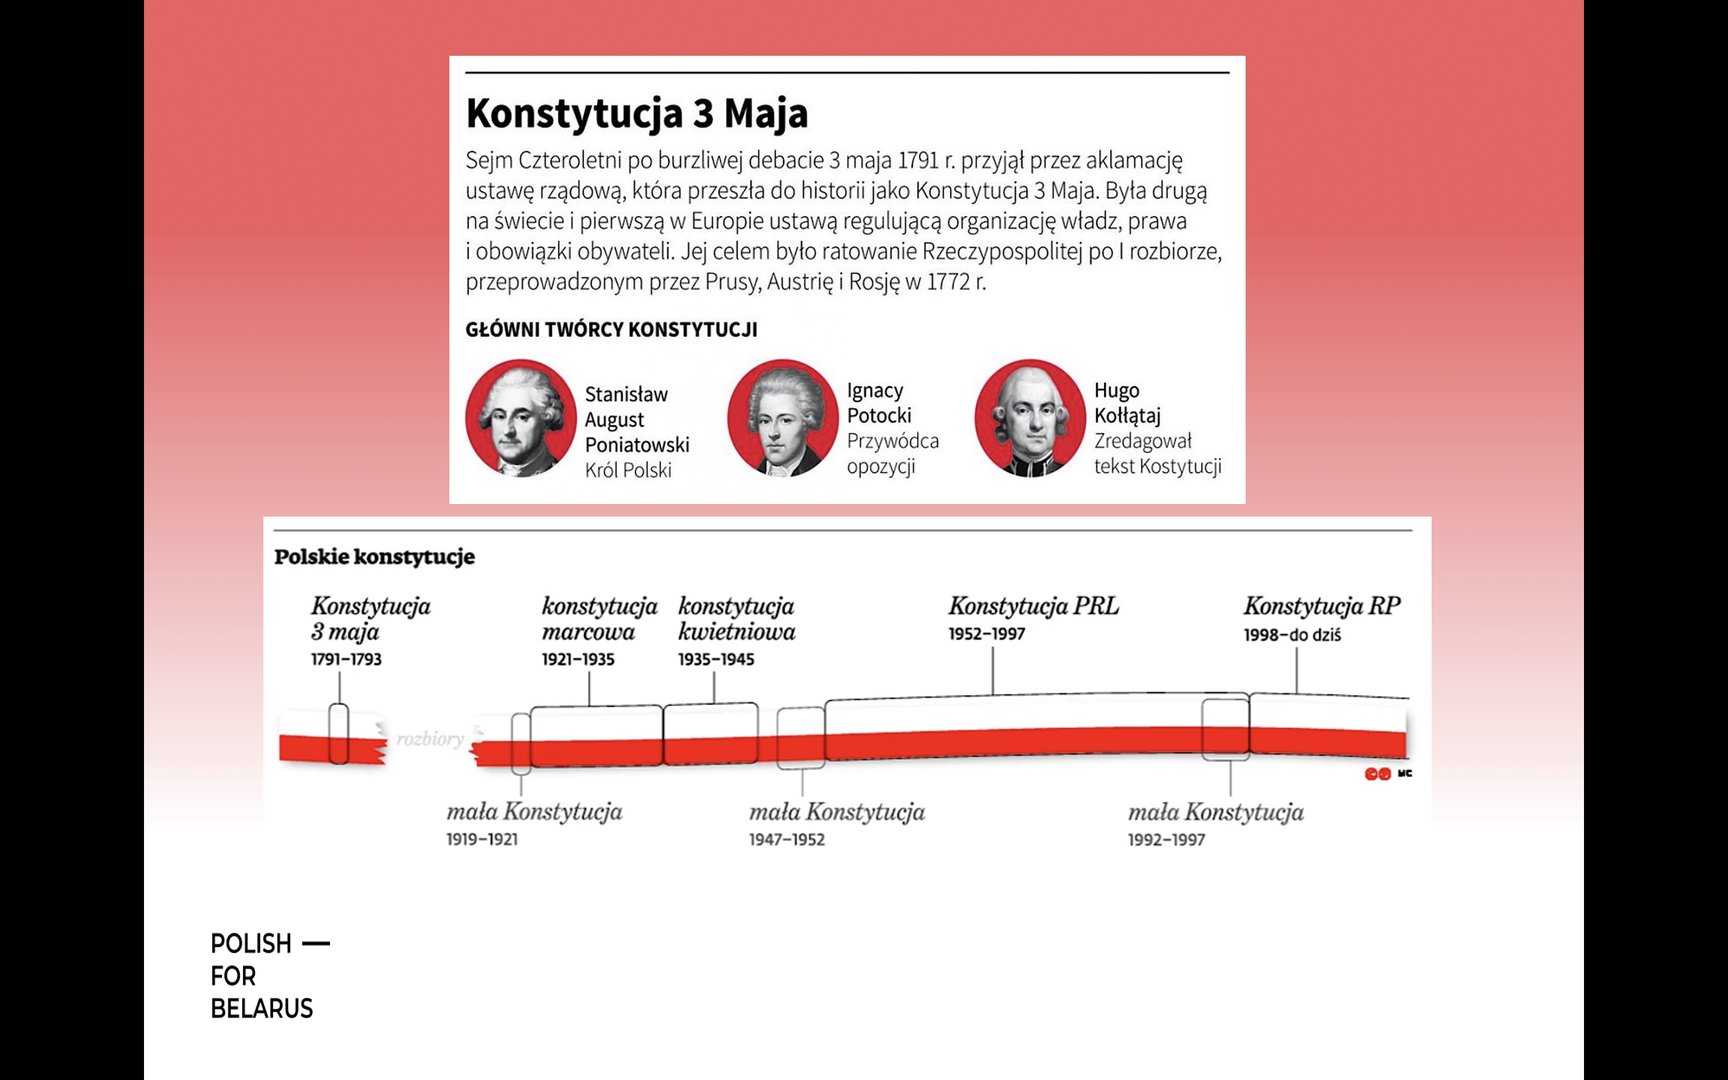 Konstytucja 3 Maja
Sejm Czteroletni po burzliwej debacie 3 maja 1791 r. przyjął przez aklamację
ustawę rządową, która przeszła do historii jako Konstytucja 3 Maja. Była drugą
na świecie i pierwszą w Europie ustawą regulującą organizację władz, prawa
i obowiązki obywateli. Jej celem było ratowanie Rzeczypospolitej po I rozbiorze,
przeprowadzonym przez Prusy, Austrię i Rosję w 1772 r.
GŁÓWNI TWÓRCY KONSTYTUCJI
Stanisław
August
Poniatowski
Król Polski
Ignacy
Potocki
Przywódca
opozycji
Hugo
Kołłątaj
Zredagował
tekst Kostytucji
Polskie konstytucje
Konstytucja
3 maja
1791–1793
konstytucja
marcowa
1921–1935
konstytucja
kwietniowa
1935–1945
Konstytucja PRL
1952–1997
Konstytucja RP
1998–do dziś
rozbiory
mała Konstytucja
1919–1921
mała Konstytucja
1947–1952
mała Konstytucja
1992–1997
MC
POLISH —
FOR
BELARUS